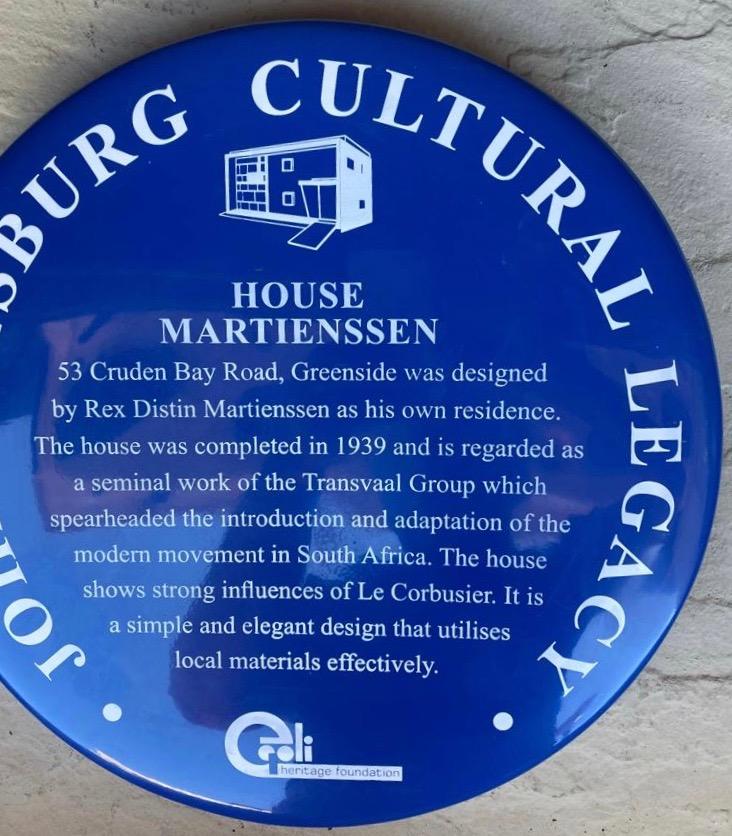 JOH SBURG CULTURAL LEGACY
HOUSE
MARTIENSSEN
53 Cruden Bay Road, Greenside was designed
by Rex Distin Martienssen as his own residence.
The house was completed in 1939 and is regarded as
a seminal work of the Transvaal Group which
spearheaded the introduction and adaptation of the
modern movement in South Africa. The house
shows strong influences of Le Corbusier. It is
a simple and elegant design that utilises
local materials effectively.
egoli
heritage foundation